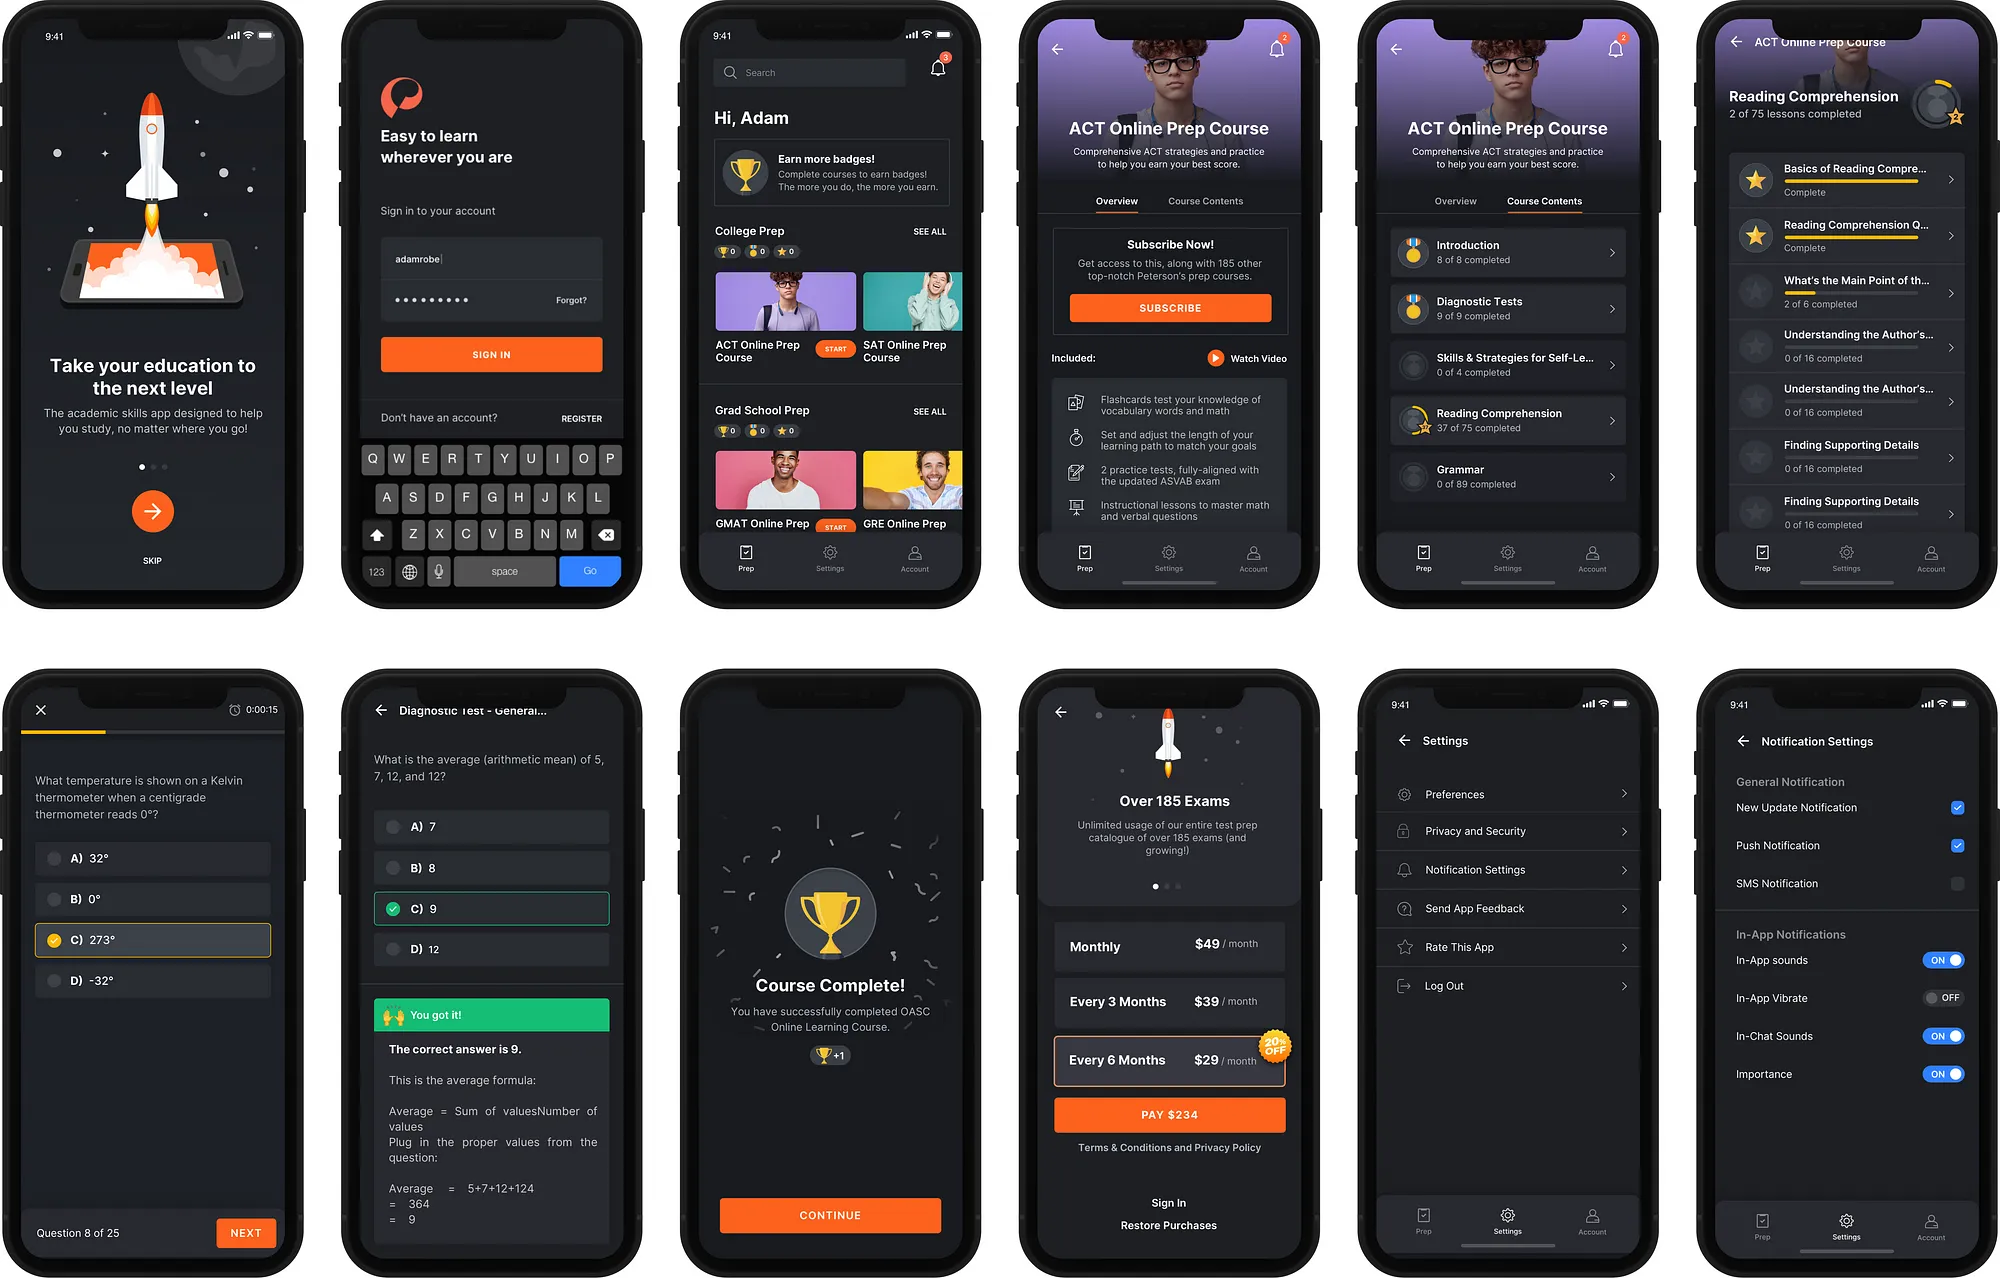 9:41
Take your education to
the next level
The academic skills app designed to help
you study, no matter where you go!
SKIP
Easy to learn
wherever you are
Sign in to your account
adamrobe
Forgot?
SIGN IN
Don't have an account?
REGISTER
Q W E R T Y U I O P
A S D F G H J K L
Z X C V B N M
123
space
Go
9:41
Search
3
Hi, Adam
Earn more badges!
Complete courses to earn badges!
The more you do, the more you earn.
College Prep
SEE ALL
0 0 0
ACT Online Prep
Course
START
SAT Online Prep
Course
Grad School Prep
SEE ALL
0 0 0
GMAT Online Prep
START
GRE Online Prep
Prep
Settings
Account
2
ACT Online Prep Course
Comprehensive ACT strategies and practice
to help you earn your best score.
Overview
Course Contents
Subscribe Now!
Get access to this, along with 185 other
top-notch Peterson's prep courses.
SUBSCRIBE
Included:
Watch Video
Flashcards test your knowledge of
vocabulary words and math
Set and adjust the length of your
learning path to match your goals
2 practice tests, fully-aligned with
the updated ASVAB exam
Instructional lessons to master math
and verbal questions
Prep
Settings
Account
2
ACT Online Prep Course
Comprehensive ACT strategies and practice
to help you earn your best score.
Overview
Course Contents
Introduction
8 of 8 completed
Diagnostic Tests
9 of 9 completed
Skills & Strategies for Self-Le...
0 of 4 completed
Reading Comprehension
37 of 75 completed
Grammar
0 of 89 completed
Prep
Settings
Account
ACT Online Prep Course
Reading Comprehension
2 of 75 lessons completed
2
Basics of Reading Compre...
Complete
Reading Comprehension Q...
Complete
What's the Main Point of th...
2 of 6 completed
Understanding the Author's...
0 of 16 completed
Understanding the Author's...
0 of 16 completed
Finding Supporting Details
0 of 16 completed
Finding Supporting Details
0 of 16 completed
Prep
Settings
Account
0:00:15
What temperature is shown on a Kelvin
thermometer when a centigrade
thermometer reads 0°?
A) 32°
B) 0°
C) 273°
D) -32°
Question 8 of 25
NEXT
Diagnostic Test - General...
What is the average (arithmetic mean) of 5,
7, 12, and 12?
A) 7
B) 8
C) 9
D) 12
You got it!
The correct answer is 9.
This is the average formula:
Average = Sum of valuesNumber of
values
Plug in the proper values from the
question:
Average = 5+7+12+124
= 364
= 9
Course Complete!
You have successfully completed OASC
Online Learning Course.
+1
CONTINUE
Over 185 Exams
Unlimited usage of our entire test prep
catalogue of over 185 exams (and
growing!)
Monthly
$49 / month
Every 3 Months
$39 / month
20%
OFF
Every 6 Months
$29 / month
PAY $234
Terms & Conditions and Privacy Policy
Sign In
Restore Purchases
9:41
Settings
Preferences
Privacy and Security
Notification Settings
Send App Feedback
Rate This App
Log Out
Prep
Settings
Account
9:41
Notification Settings
General Notification
New Update Notification
Push Notification
SMS Notification
In-App Notifications
In-App sounds
ON
In-App Vibrate
OFF
In-Chat Sounds
ON
Importance
ON
Prep
Settings
Account